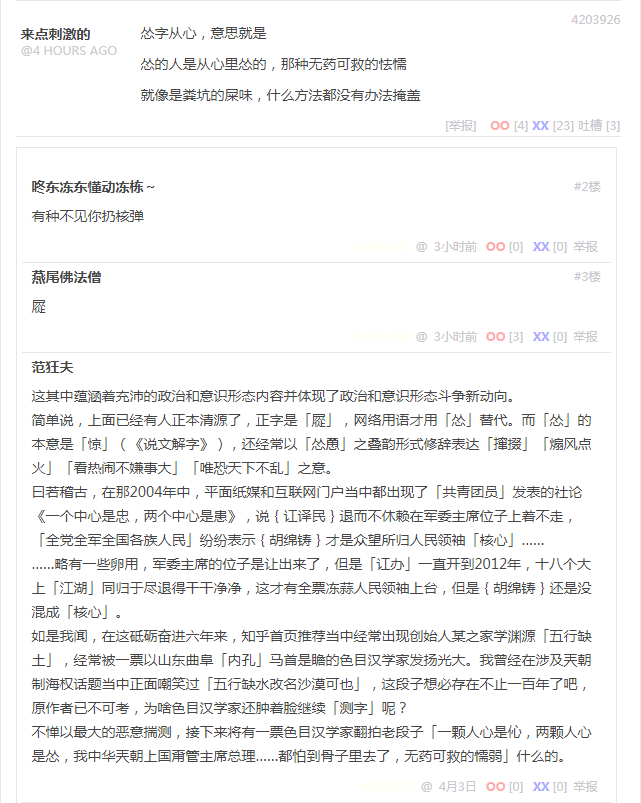 4203926
来点刺激的
@4 HOURS AGO
怂字从心，意思就是
怂的人是从心里怂的，那种无药可救的怯懦
就像是粪坑的屎味，什么方法都没有办法掩盖
[举报] OO [4] XX [23] 吐槽 [3]
咚东冻东懂动冻栋～ #2楼
有种不见你扔核弹
@ 3小时前 OO [0] XX [0] 举报
燕尾佛法僧 #3楼
㞞
@ 3小时前 OO [3] XX [0] 举报
范狂夫
这其中蕴涵着充沛的政治和意识形态内容并体现了政治和意识形态斗争新动向。
简单说，上面已经有人正本清源了，正字是「㞞」，网络用语才用「怂」替代。而「怂」的
本意是「惊」（《说文解字》），还经常以「怂恿」之叠韵形式修辞表达「撺掇」「煽风点
火」「看热闹不嫌事大」「唯恐天下不乱」之意。
曰若稽古，在那2004年中，平面纸媒和互联网门户当中都出现了「共青团员」发表的社论
《一个中心是忠，两个中心是患》，说｛讧译民｝退而不休赖在军委主席位子上着不走，
「全党全军全国各族人民」纷纷表示｛胡绵铸｝才是众望所归人民领袖「核心」……
……略有一些卵用，军委主席的位子是让出来了，但是「讧办」一直开到2012年，十八个大
上「江湖」同归于尽退得干干净净，这才有全票冻蒜人民领袖上台，但是｛胡绵铸｝还是没
混成「核心」。
如是我闻，在这砥砺奋进六年来，知乎首页推荐当中经常出现创始人某之家学渊源「五行缺
土」，经常被一票以山东曲阜「内孔」马首是瞻的色目汉学家发扬光大。我曾经在涉及天朝
制海权话题当中正面嘲笑过「五行缺水改名沙漠可也」，这段子想必存在不止一百年了吧，
原作者已不可考，为啥色目汉学家还肿着脸继续「测字」呢？
不惮以最大的恶意揣测，接下来将有一票色目汉学家翻拍老段子「一颗人心是伈，两颗人心
是怂，我中华天朝上国甭管主席总理……都怕到骨子里去了，无药可救的懦弱」什么的。
@ 4月3日 OO [0] XX [0] 举报